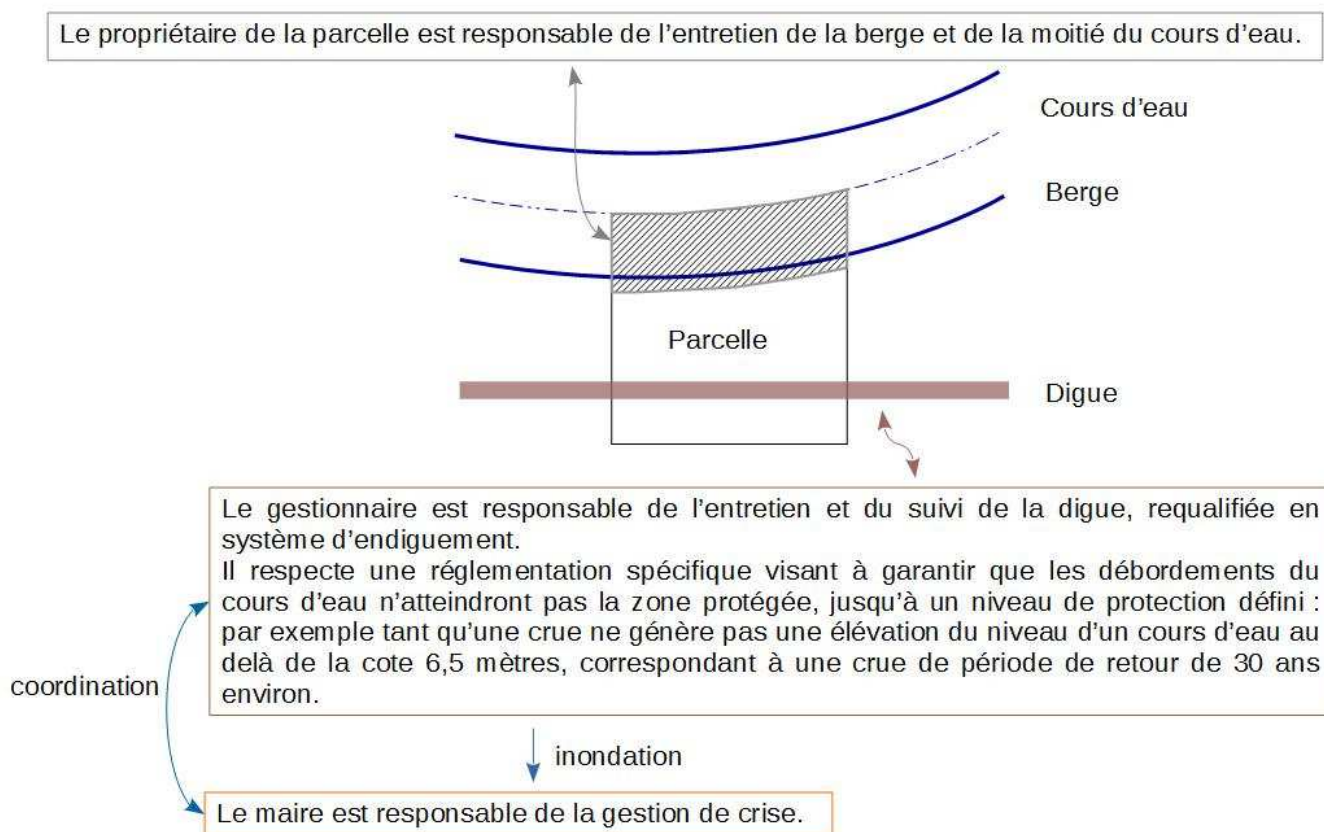 Le propriétaire de la parcelle est responsable de l'entretien de la berge et de la moitié du cours d'eau.
Cours d'eau
Berge
Parcelle
Digue
Le gestionnaire est responsable de l'entretien et du suivi de la digue, requalifiée en
système d'endiguement.
Il respecte une réglementation spécifique visant à garantir que les débordements du
cours d'eau n'atteindront pas la zone protégée, jusqu'à un niveau de protection défini :
par exemple tant qu'une crue ne génère pas une élévation du niveau d'un cours d'eau au
delà de la cote 6,5 mètres, correspondant à une crue de période de retour de 30 ans
environ.
coordination
inondation
Le maire est responsable de la gestion de crise.